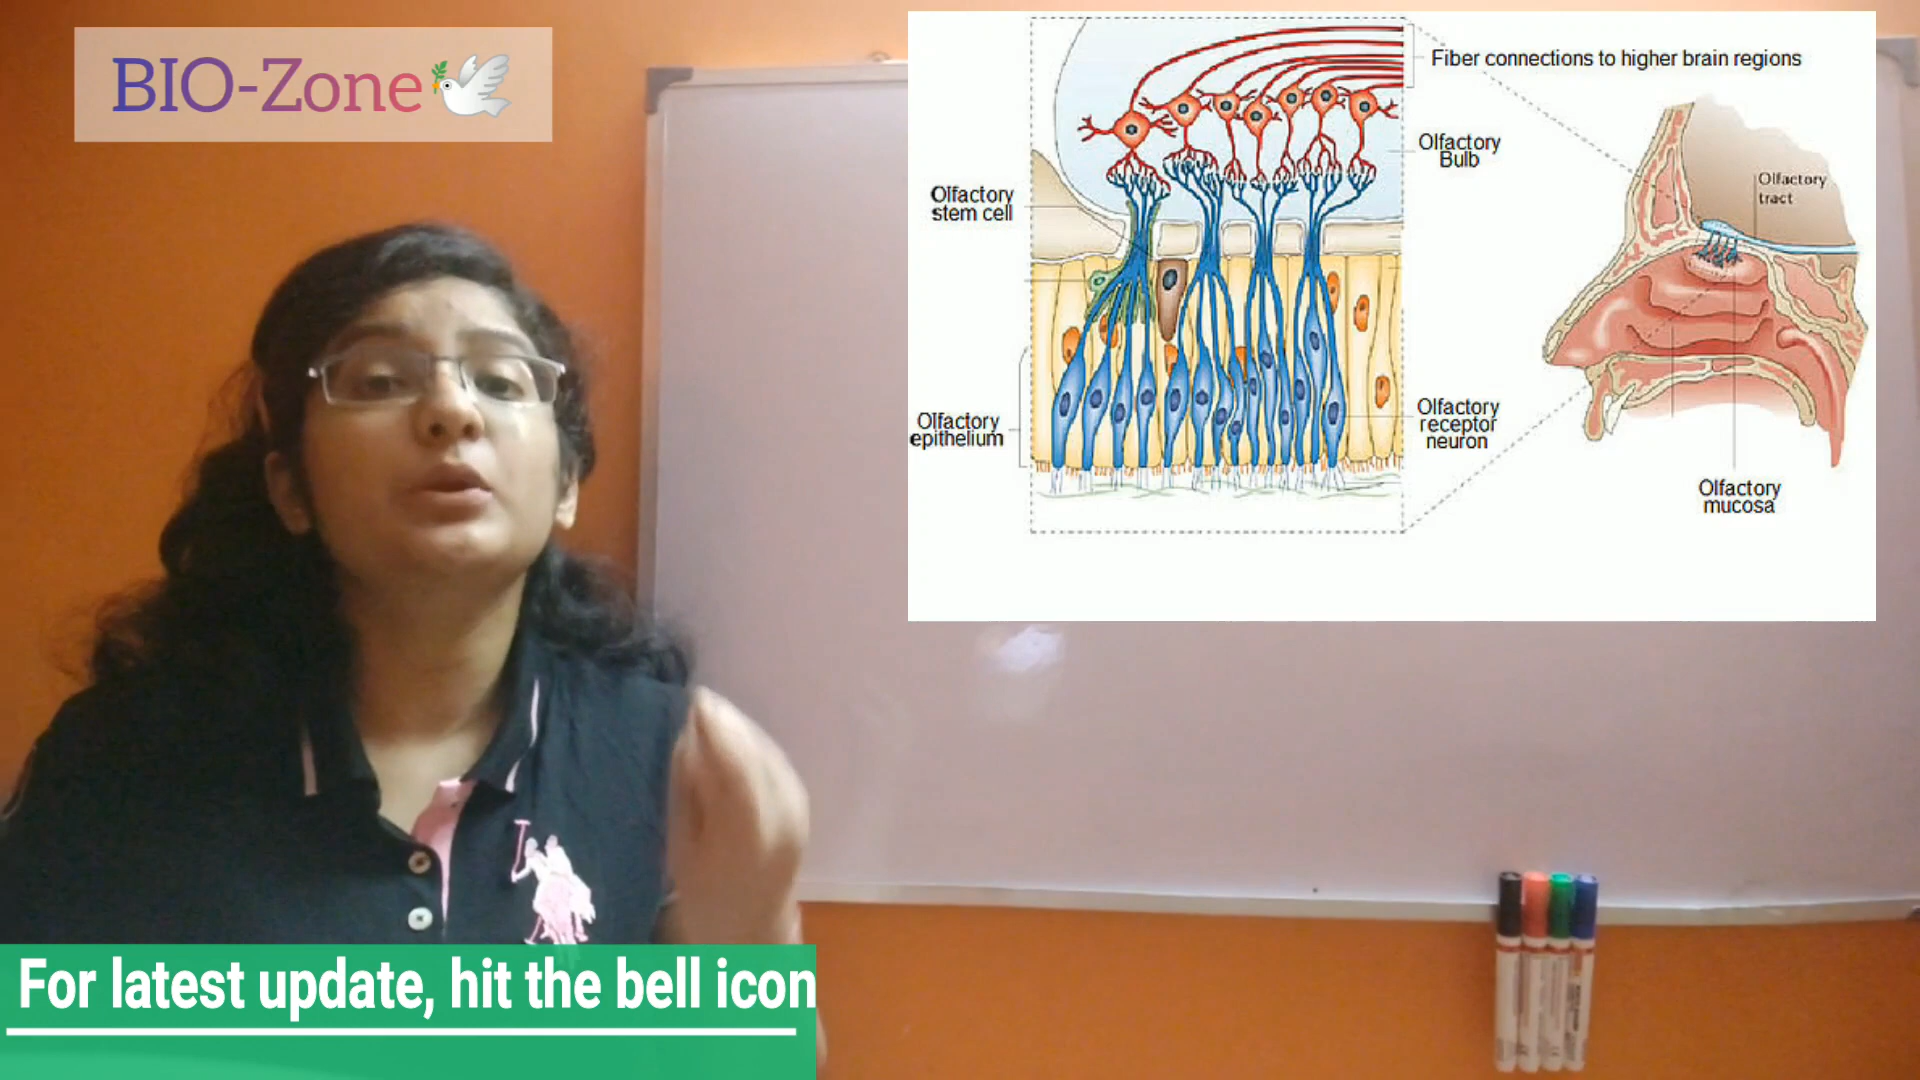 BIO-Zone
Fiber connections to higher brain regions
Olfactory
Bulb
Olfactory
tract
Olfactory
stem cell
Olfactory
epithelium
Olfactory
receptor
neuron
Olfactory
mucosa
For latest update, hit the bell icon